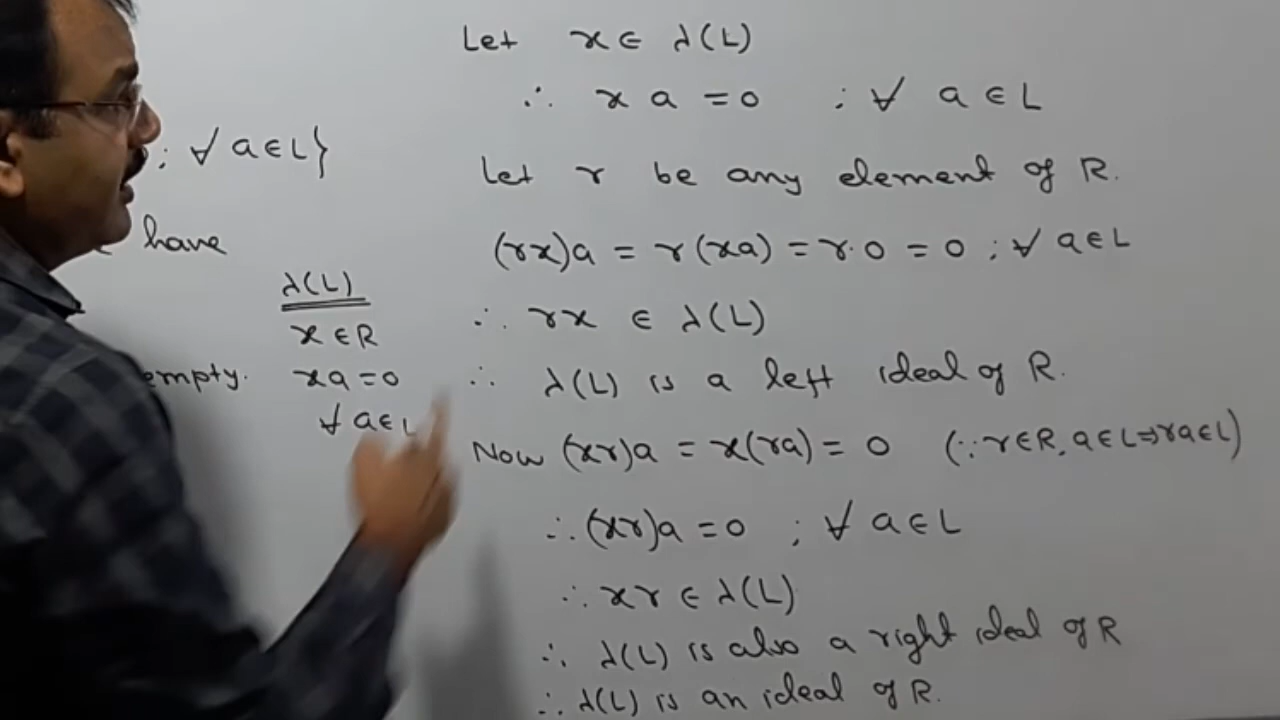 ; ∀ a∈L}
have
λ(L)
x∈R
empty. xa=0
∀ a∈L
Let x∈ λ(L)
∴ x a = 0 ; ∀ a∈L
Let r be any element of R.
(rx)a = r(xa) = r·0 = 0 ; ∀ a∈L
∴ rx ∈ λ(L)
∴ λ(L) is a left ideal of R.
Now (xr)a = x(ra) = 0 (∵ r∈R, a∈L⇒ra∈L)
∴ (xr)a = 0 ; ∀ a∈L
∴ xr ∈ λ(L)
∴ λ(L) is also a right ideal of R
∴ λ(L) is an ideal of R.